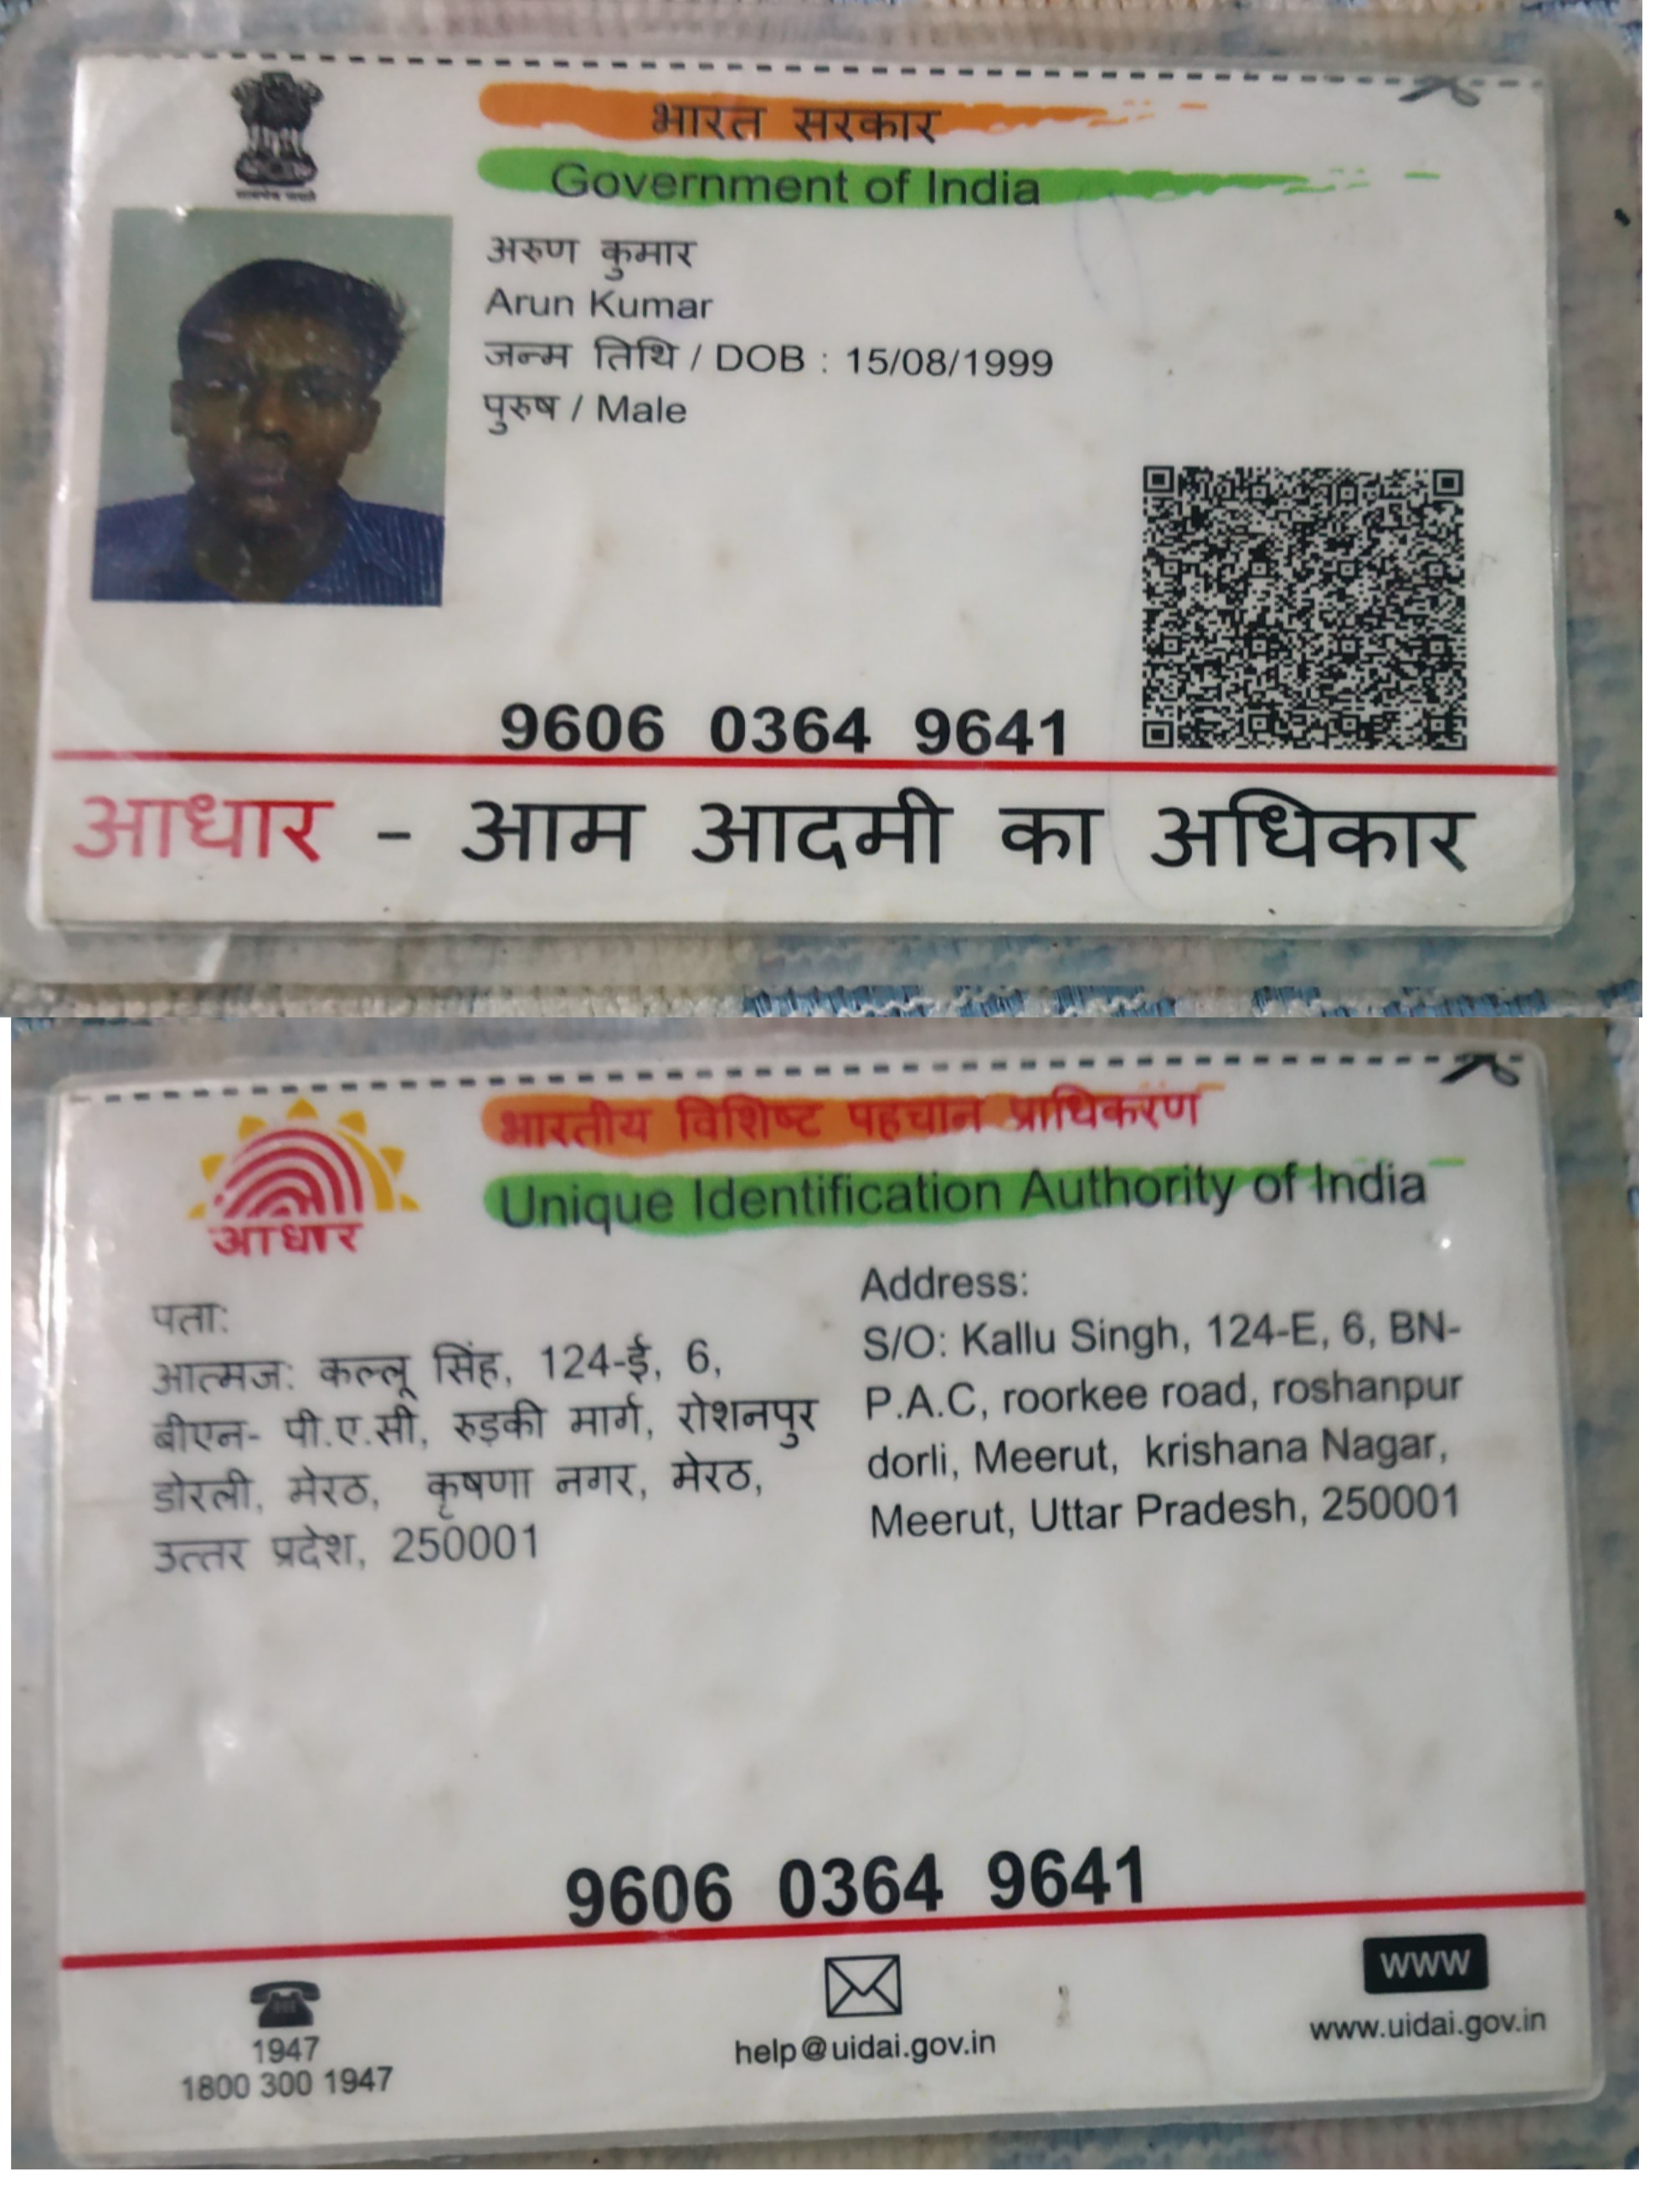 भारत सरकार
Government of India
अरुण कुमार
Arun Kumar
जन्म तिथि / DOB : 15/08/1999
पुरुष / Male
9606 0364 9641
आधार - आम आदमी का अधिकार
भारतीय विशिष्ट पहचान प्राधिकरण
Unique Identification Authority of India
आधार
पता:
आत्मज: कल्लू सिंह, 124-ई, 6,
बीएन- पी.ए.सी, रुड़की मार्ग, रोशनपुर
डोरली, मेरठ, कृषणा नगर, मेरठ,
उत्तर प्रदेश, 250001
Address:
S/O: Kallu Singh, 124-E, 6, BN-
P.A.C, roorkee road, roshanpur
dorli, Meerut, krishana Nagar,
Meerut, Uttar Pradesh, 250001
9606 0364 9641
1947
1800 300 1947
help@uidai.gov.in
www
www.uidai.gov.in